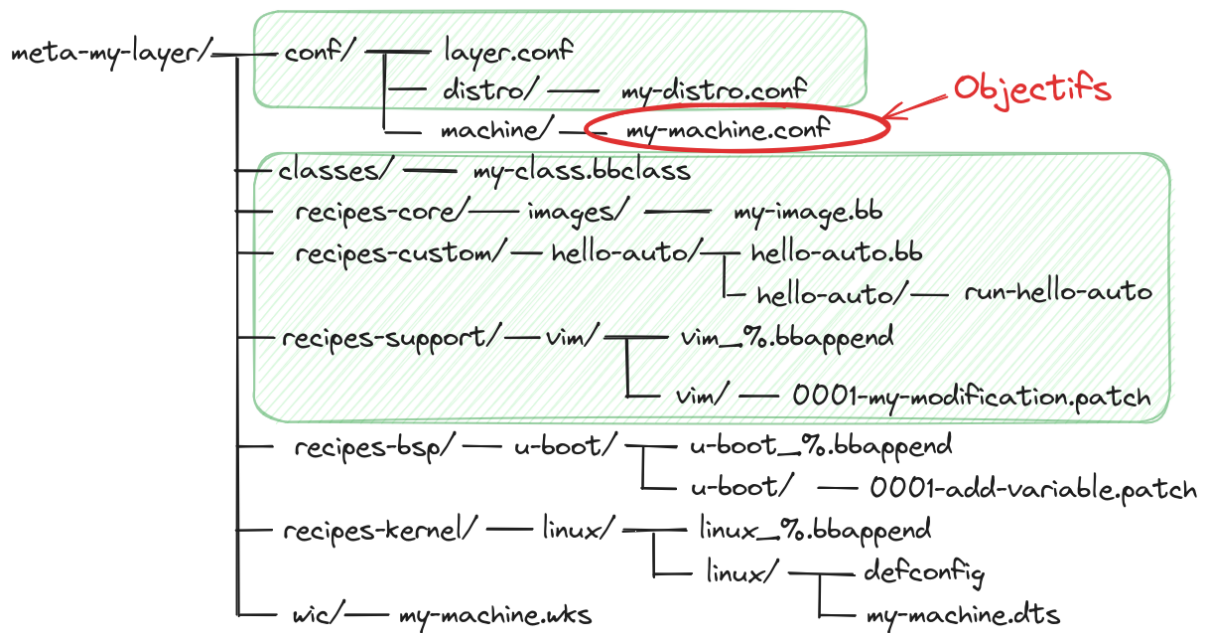 meta-my-layer/ conf/ layer.conf
distro/ my-distro.conf
Objectifs
machine/ my-machine.conf
classes/ my-class.bbclass
recipes-core/ images/ my-image.bb
recipes-custom/ hello-auto/ hello-auto.bb
hello-auto/ run-hello-auto
recipes-support/ vim/ vim_%.bbappend
vim/ 0001-my-modification.patch
recipes-bsp/ u-boot/ u-boot_%.bbappend
u-boot/ 0001-add-variable.patch
recipes-kernel/ linux/ linux_%.bbappend
linux/ defconfig
my-machine.dts
wic/ my-machine.wks